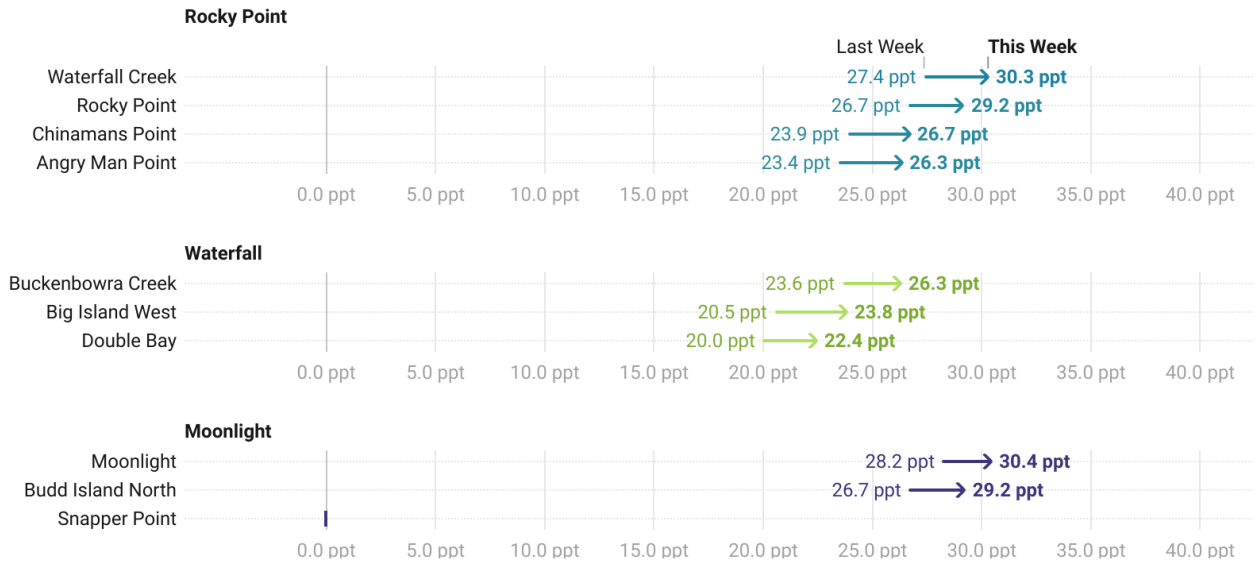 Rocky Point
Last Week This Week
Waterfall Creek 27.4 ppt 30.3 ppt
Rocky Point 26.7 ppt 29.2 ppt
Chinamans Point 23.9 ppt 26.7 ppt
Angry Man Point 23.4 ppt 26.3 ppt
0.0 ppt 5.0 ppt 10.0 ppt 15.0 ppt 20.0 ppt 25.0 ppt 30.0 ppt 35.0 ppt 40.0 ppt
Waterfall
Buckenbowra Creek 23.6 ppt 26.3 ppt
Big Island West 20.5 ppt 23.8 ppt
Double Bay 20.0 ppt 22.4 ppt
0.0 ppt 5.0 ppt 10.0 ppt 15.0 ppt 20.0 ppt 25.0 ppt 30.0 ppt 35.0 ppt 40.0 ppt
Moonlight
Moonlight 28.2 ppt 30.4 ppt
Budd Island North 26.7 ppt 29.2 ppt
Snapper Point
0.0 ppt 5.0 ppt 10.0 ppt 15.0 ppt 20.0 ppt 25.0 ppt 30.0 ppt 35.0 ppt 40.0 ppt